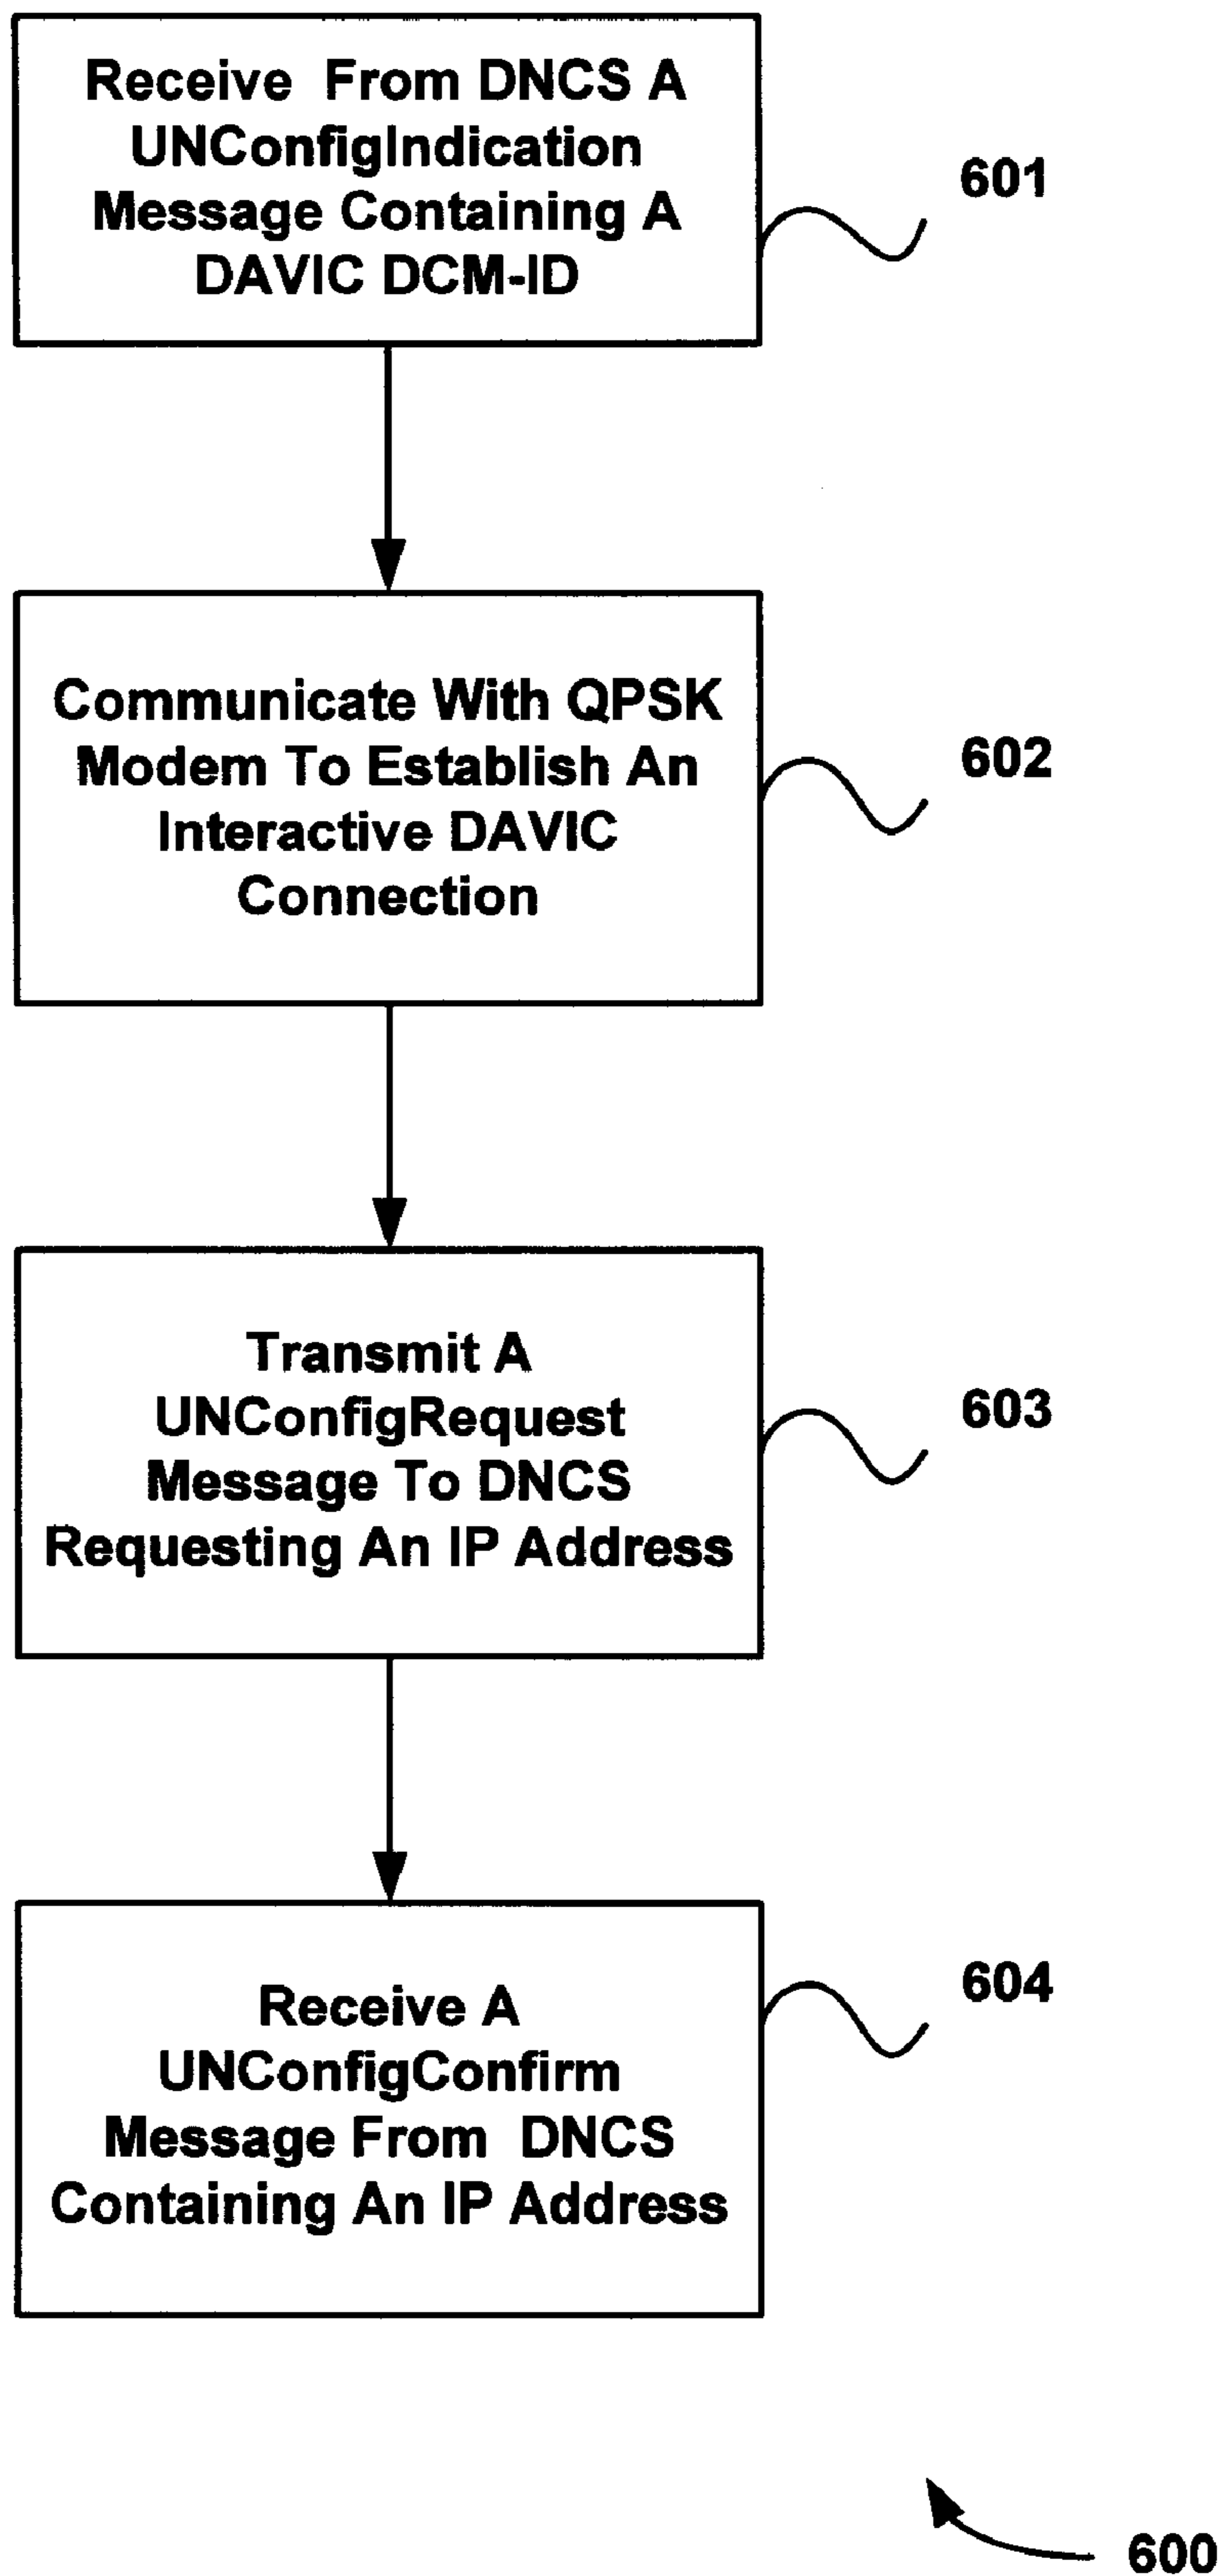 Receive From DNCS A
UNConfigIndication
Message Containing A
DAVIC DCM-ID
601
Communicate With QPSK
Modem To Establish An
Interactive DAVIC
Connection
602
Transmit A
UNConfigRequest
Message To DNCS
Requesting An IP Address
603
Receive A
UNConfigConfirm
Message From DNCS
Containing An IP Address
604
600